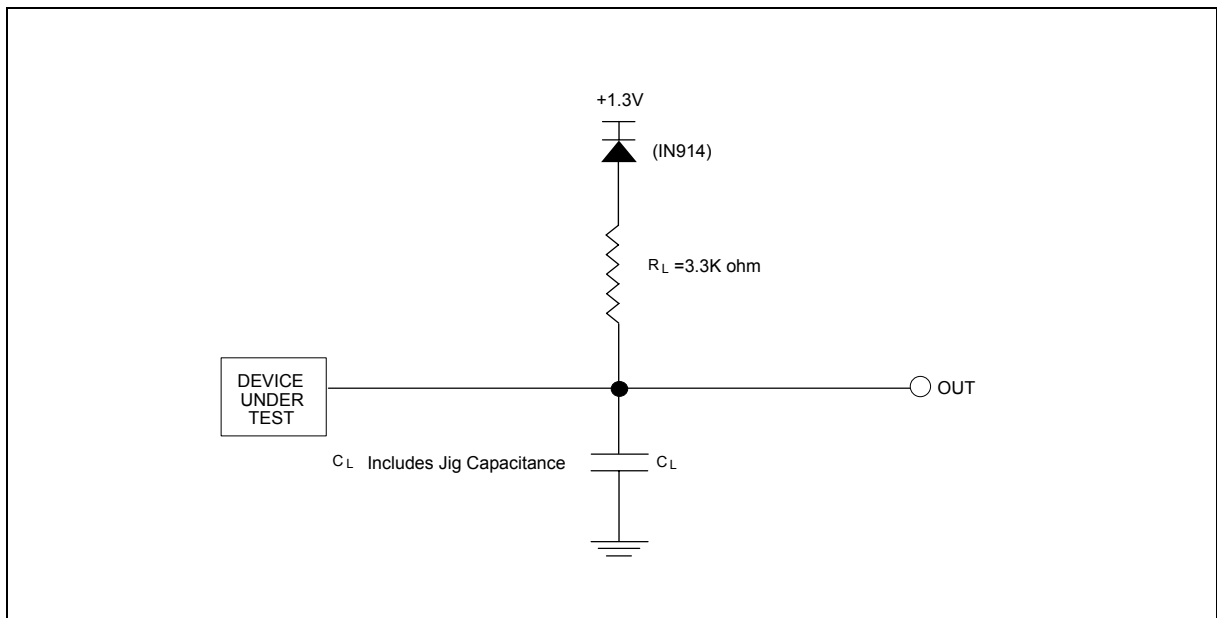 +1.3V
(IN914)
RL =3.3K ohm
DEVICE
UNDER
TEST
OUT
CL Includes Jig Capacitance
CL